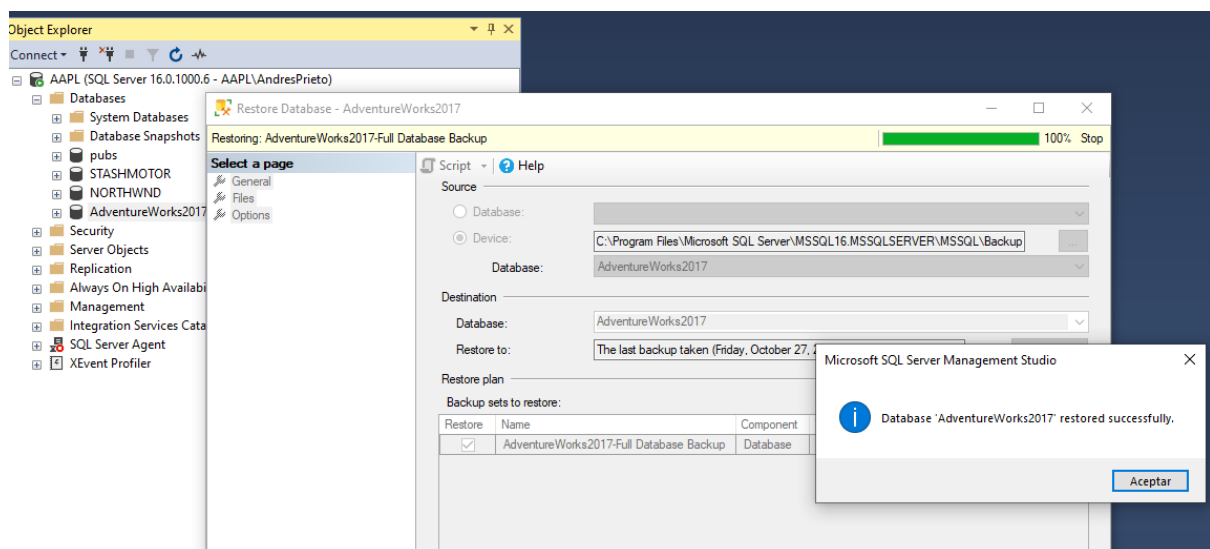 Object Explorer
Connect
AAPL (SQL Server 16.0.1000.6 - AAPL\AndresPrieto)
Databases
System Databases
Database Snapshots
pubs
STASHMOTOR
NORTHWND
AdventureWorks2017
Security
Server Objects
Replication
Always On High Availabi
Management
Integration Services Cata
SQL Server Agent
XEvent Profiler
Restore Database - AdventureWorks2017
Restoring: AdventureWorks2017-Full Database Backup
100% Stop
Select a page
General
Files
Options
Script Help
Source
Database:
Device: C:\Program Files\Microsoft SQL Server\MSSQL16.MSSQLSERVER\MSSQL\Backup ...
Database: AdventureWorks2017
Destination
Database: AdventureWorks2017
Restore to: The last backup taken (Friday, October 27,
Restore plan
Backup sets to restore:
Restore Name Component
AdventureWorks2017-Full Database Backup Database
Microsoft SQL Server Management Studio
Database 'AdventureWorks2017' restored successfully.
Aceptar